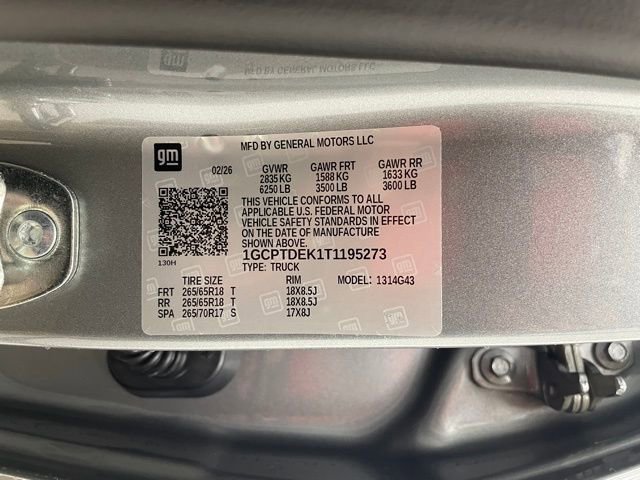 MFD BY GENERAL MOTORS LLC
gm
02/26
GVWR GAWR FRT GAWR RR
2835 KG 1588 KG 1633 KG
6250 LB 3500 LB 3600 LB
THIS VEHICLE CONFORMS TO ALL
APPLICABLE U.S. FEDERAL MOTOR
VEHICLE SAFETY STANDARDS IN EFFECT
ON THE DATE OF MANUFACTURE
SHOWN ABOVE.
1GCPTDEK1T1195273
TYPE: TRUCK
130H
TIRE SIZE RIM MODEL: 1314G43
FRT 265/65R18 T 18X8.5J
RR 265/65R18 T 18X8.5J
SPA 265/70R17 S 17X8J